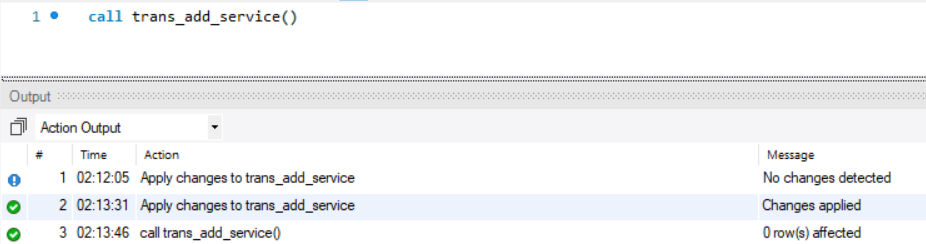 1 call trans_add_service()
Output
Action Output
# Time Action Message
1 02:12:05 Apply changes to trans_add_service No changes detected
2 02:13:31 Apply changes to trans_add_service Changes applied
3 02:13:46 call trans_add_service() 0 row(s) affected